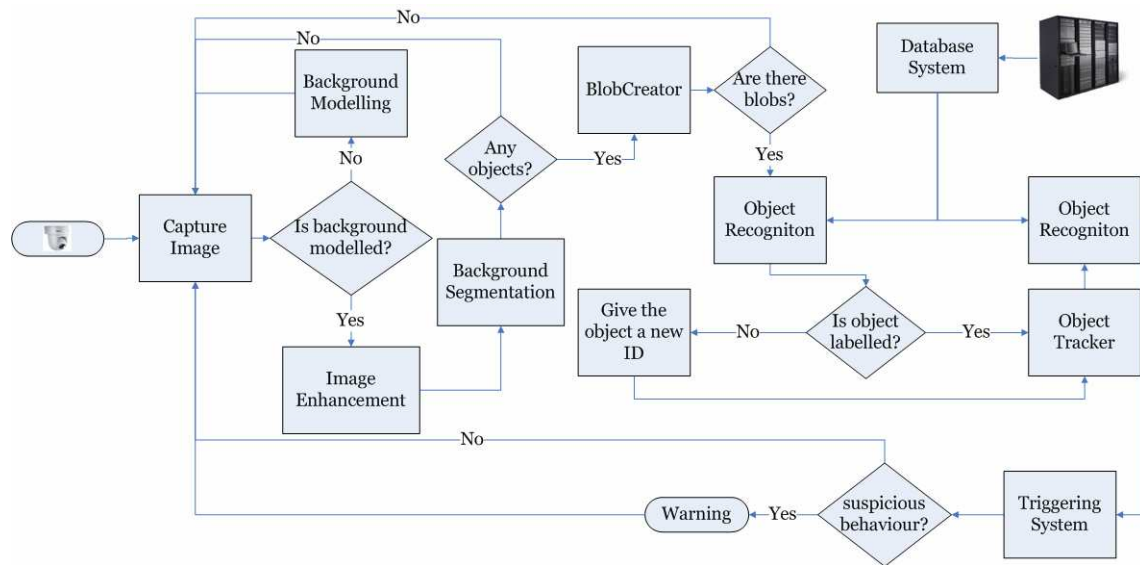 No
No
Background
Modelling
No
BlobCreator
Are there
blobs?
Database
System
Any
objects?
Yes
Yes
Capture
Image
Is background
modelled?
Object
Recogniton
Object
Recogniton
Background
Segmentation
Yes
Give the
object a new
ID
No
Is object
labelled?
Yes
Object
Tracker
Image
Enhancement
No
Warning
Yes
suspicious
behaviour?
Triggering
System